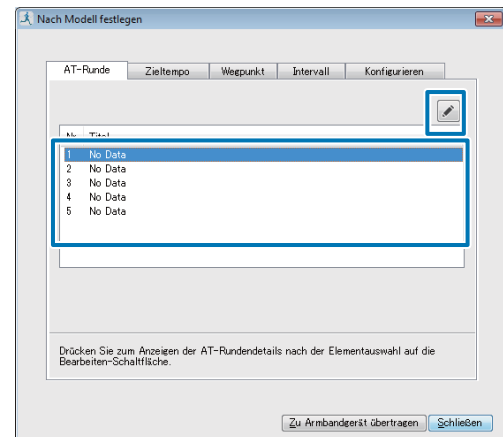 Nach Modell festlegen
AT-Runde Zieltempo Wegpunkt Intervall Konfigurieren
Nr. Titel
1 No Data
2 No Data
3 No Data
4 No Data
5 No Data
Drücken Sie zum Anzeigen der AT-Rundendetails nach der Elementauswahl auf die
Bearbeiten-Schaltfläche.
Zu Armbandgerät übertragen Schließen